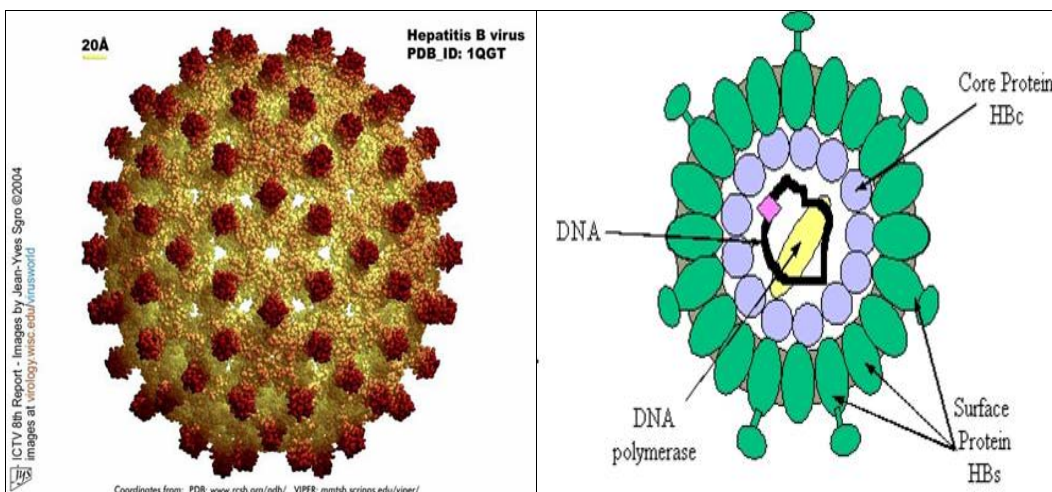 20Å
Hepatitis B virus
PDB_ID: 1QGT
ICTV 8th Report - Images by Jean-Yves Sgro ©2004
images at virology.wisc.edu/virusworld
jys
Coordinates from: PDB: www.rcsb.org/pdb/ VIPER: mmtsb.scripps.edu/viper/
Core Protein
HBc
DNA
DNA
polymerase
Surface
Protein
HBs